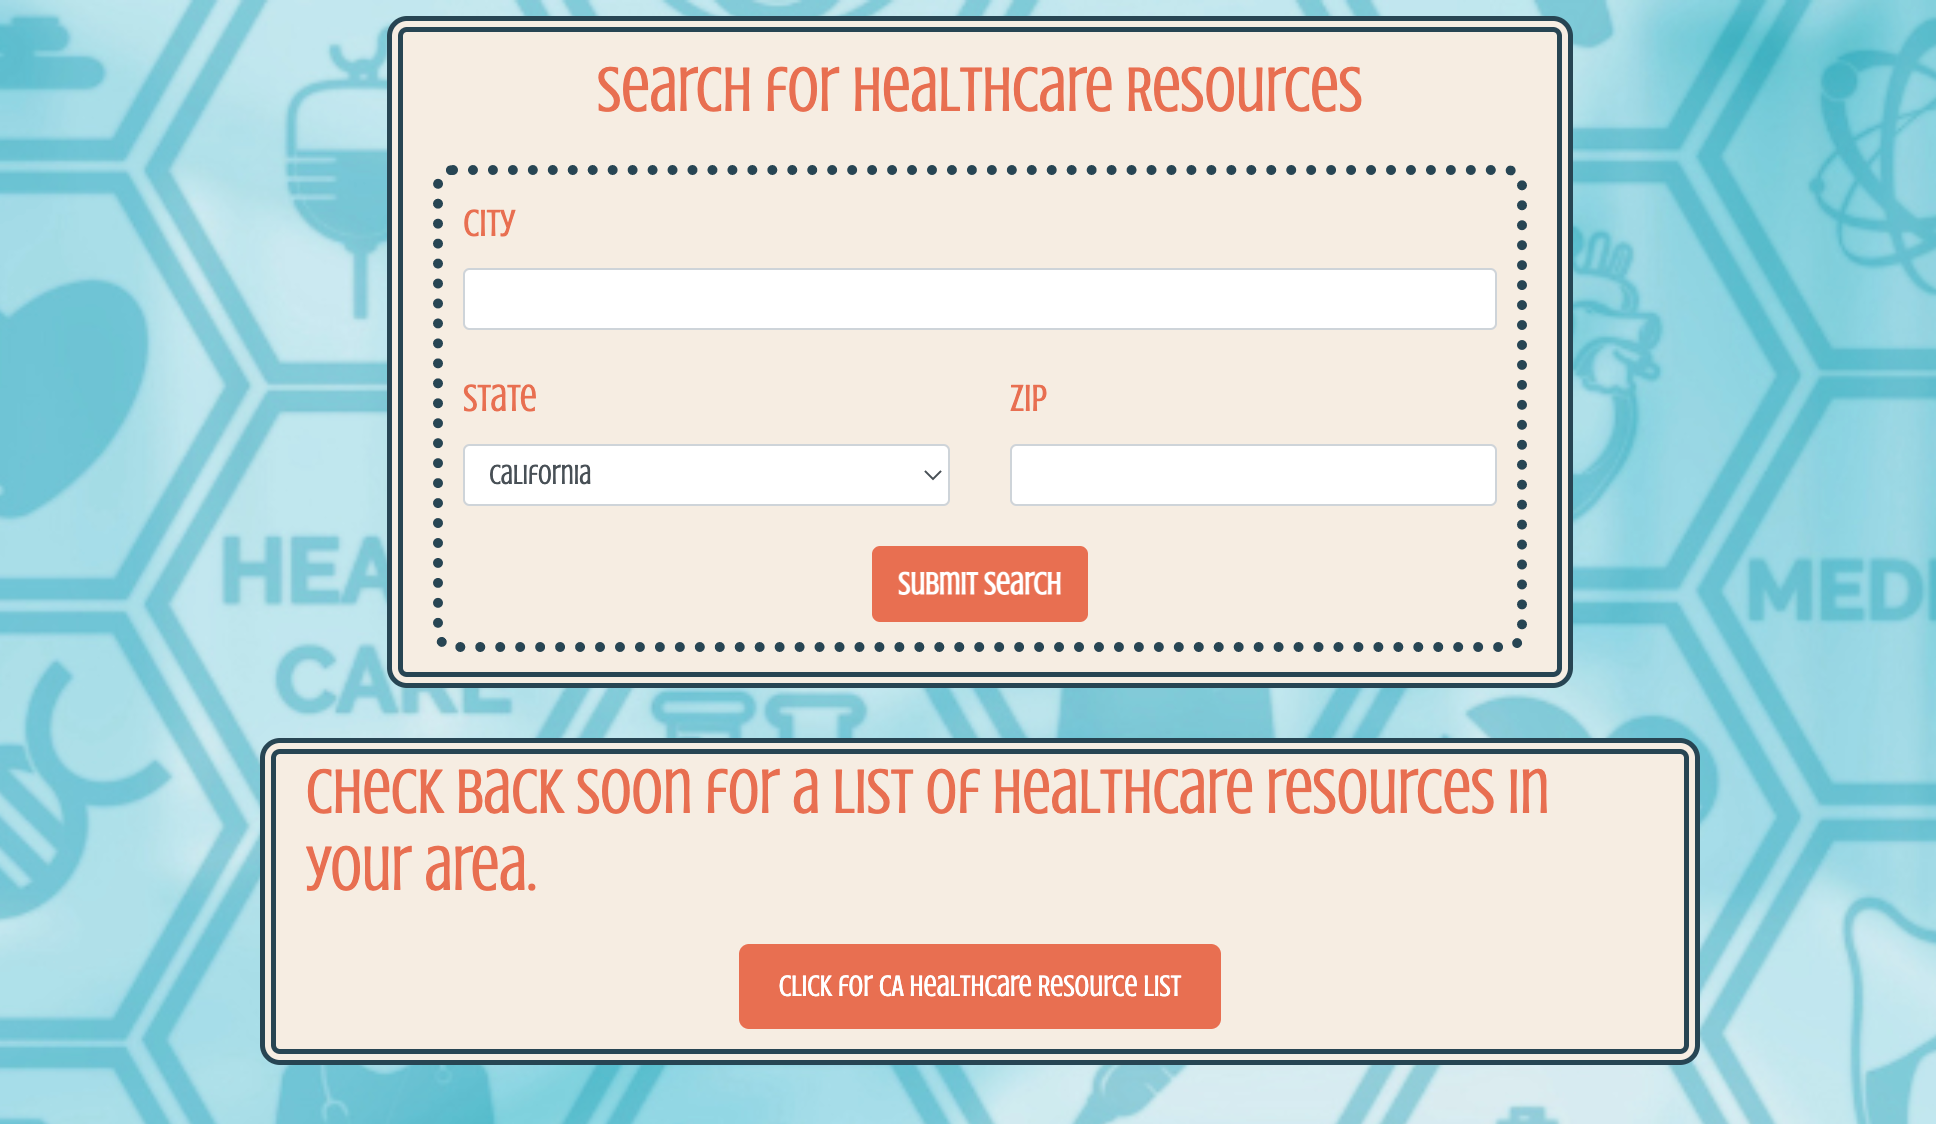 Search for Healthcare Resources
City
State
Zip
California
Submit Search
HEA
CARE
MEDI
Check back soon for a list of healthcare resources in
your area.
Click for CA Healthcare Resource List